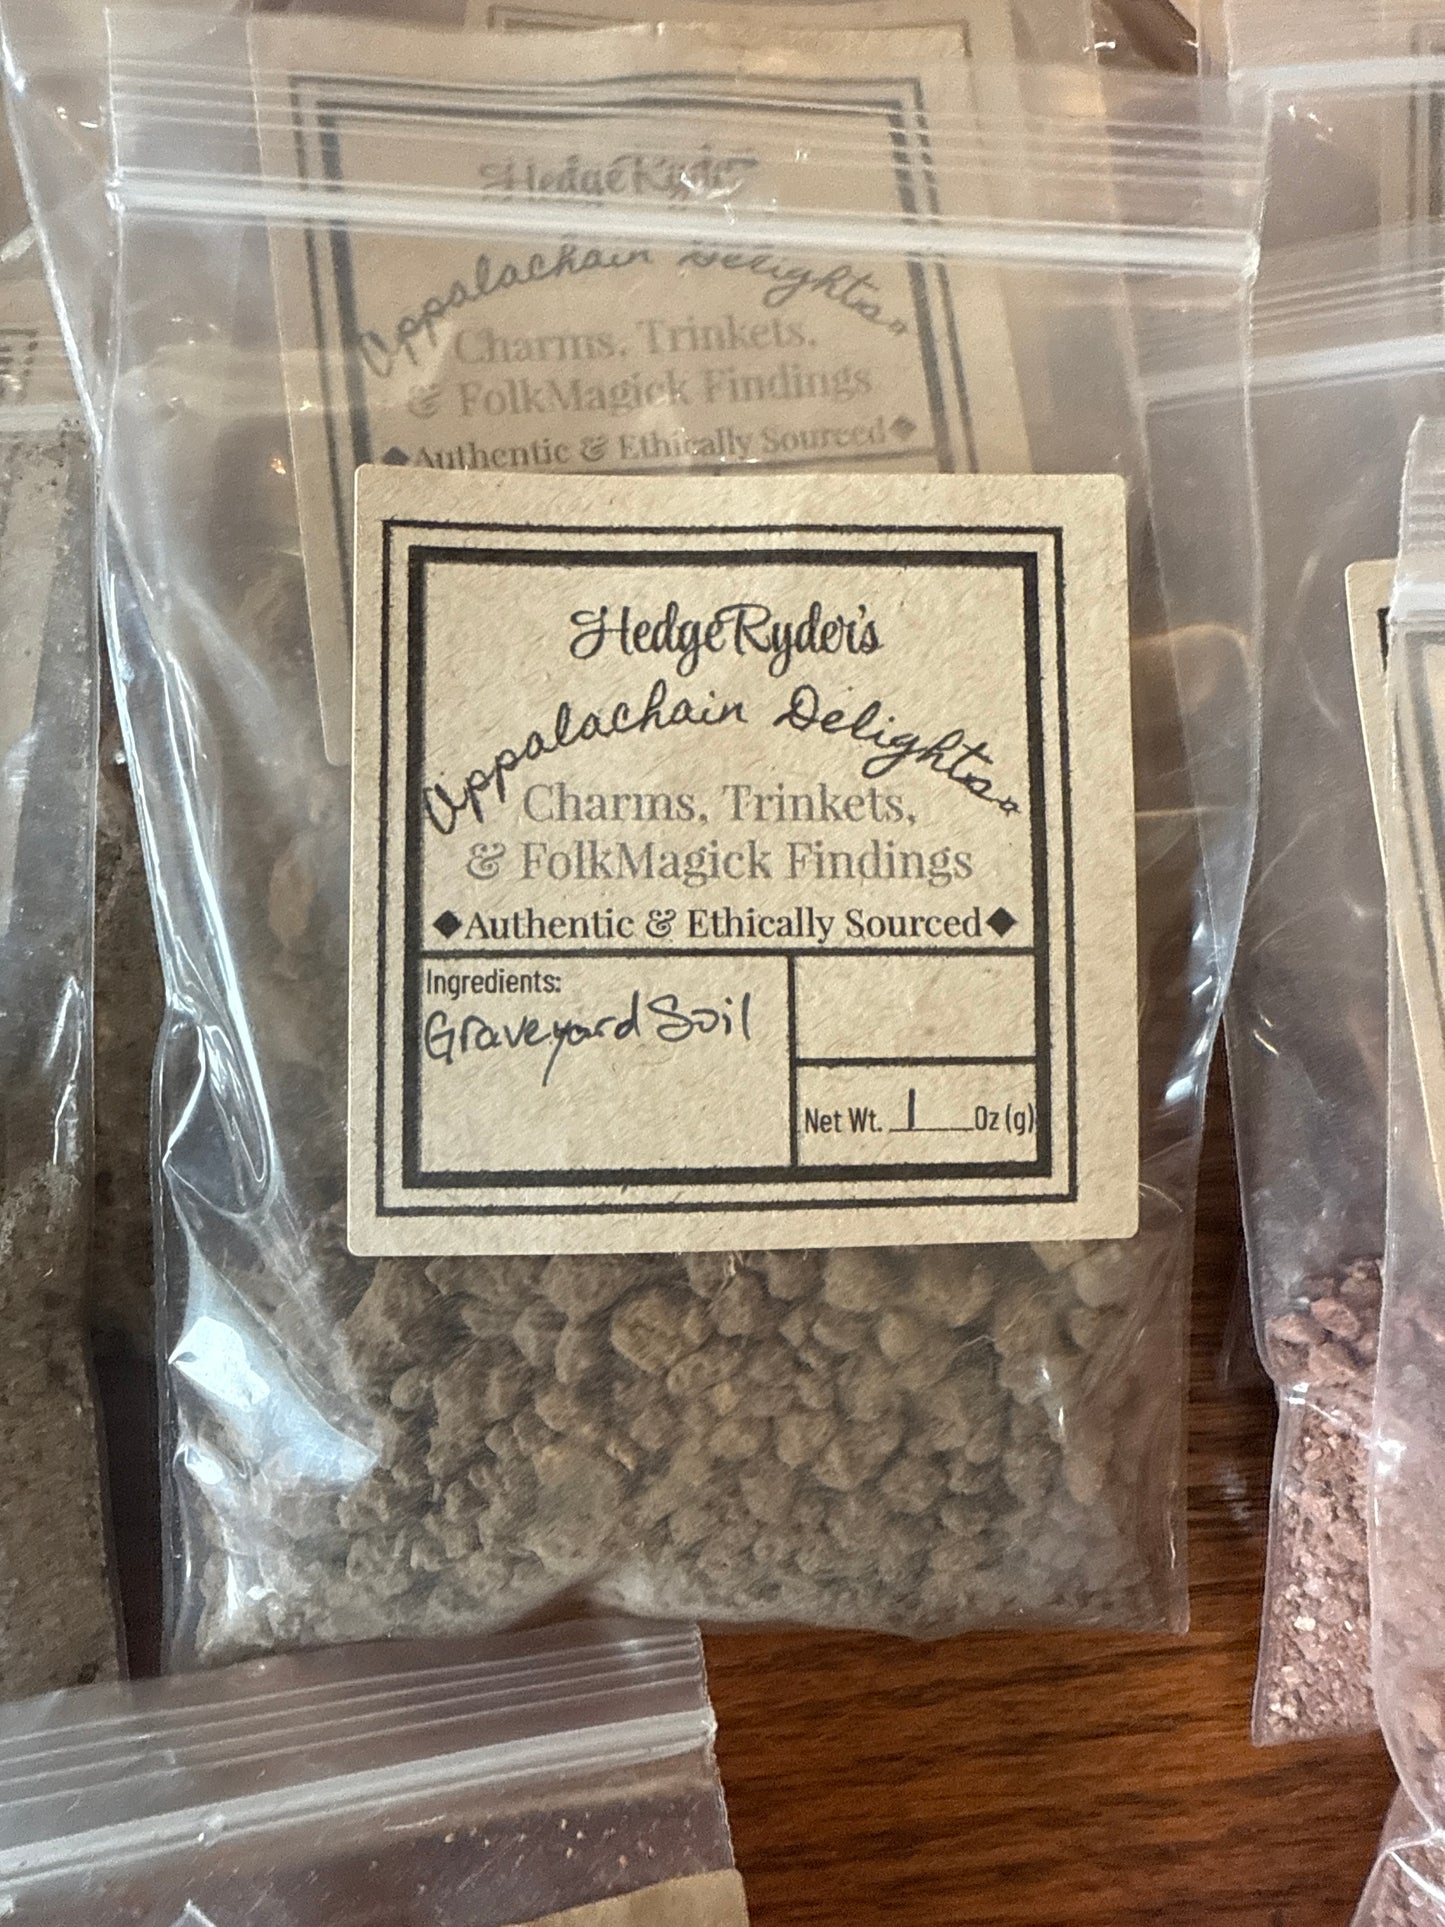 HedgeRyder
Appalachain Delights
Charms, Trinkets,
& FolkMagick Findings
◆Authentic & Ethically Sourced◆
HedgeRyder's
Appalachain Delights
Charms, Trinkets,
& FolkMagick Findings
◆Authentic & Ethically Sourced◆
Ingredients:
Graveyard Soil
Net Wt. 1 Oz (g)